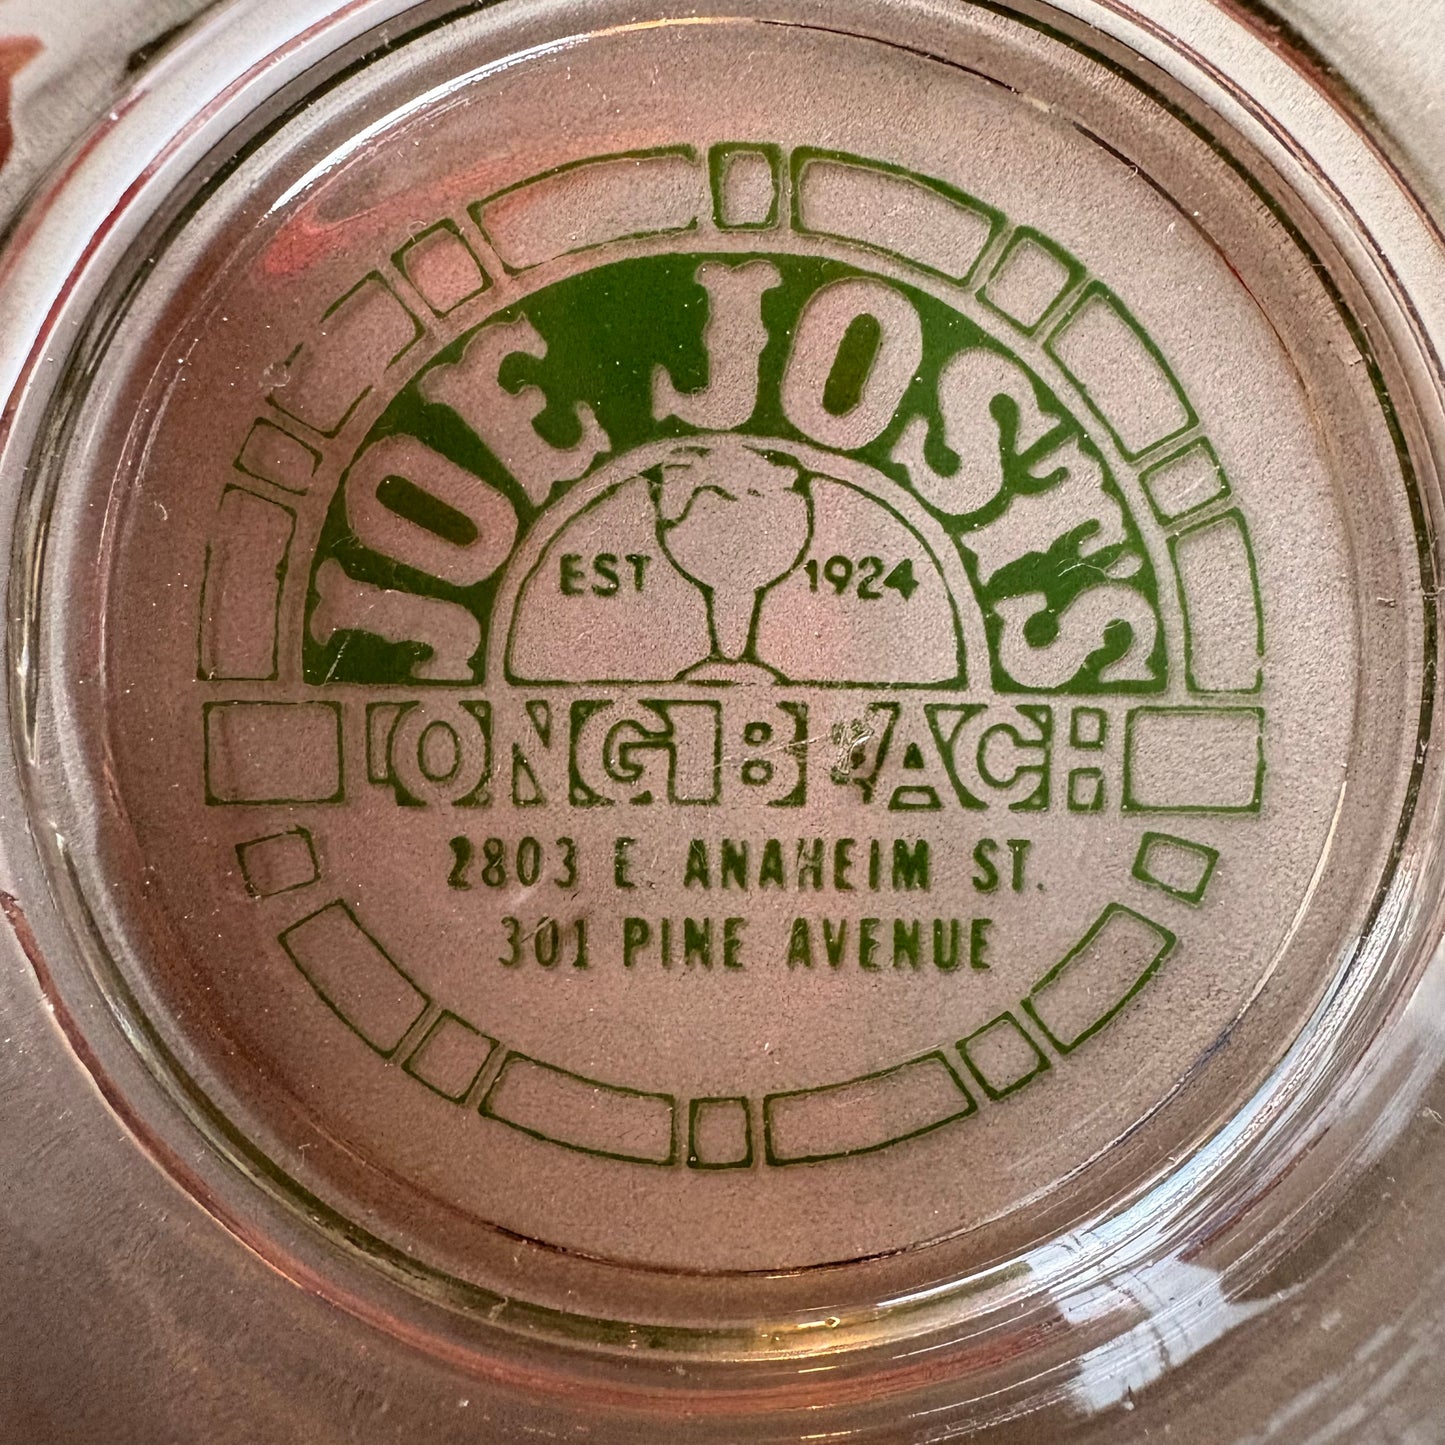 JOE JOST'S
EST 1924
LONG BEACH
2803 E. ANAHEIM ST.
301 PINE AVENUE